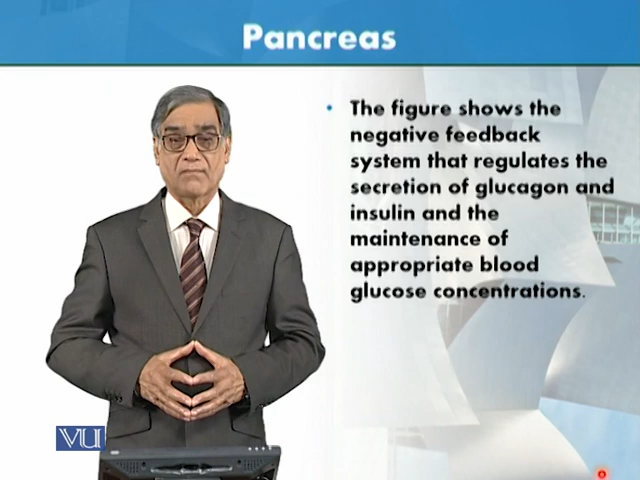 Pancreas
• The figure shows the
negative feedback
system that regulates the
secretion of glucagon and
insulin and the
maintenance of
appropriate blood
glucose concentrations.
VU